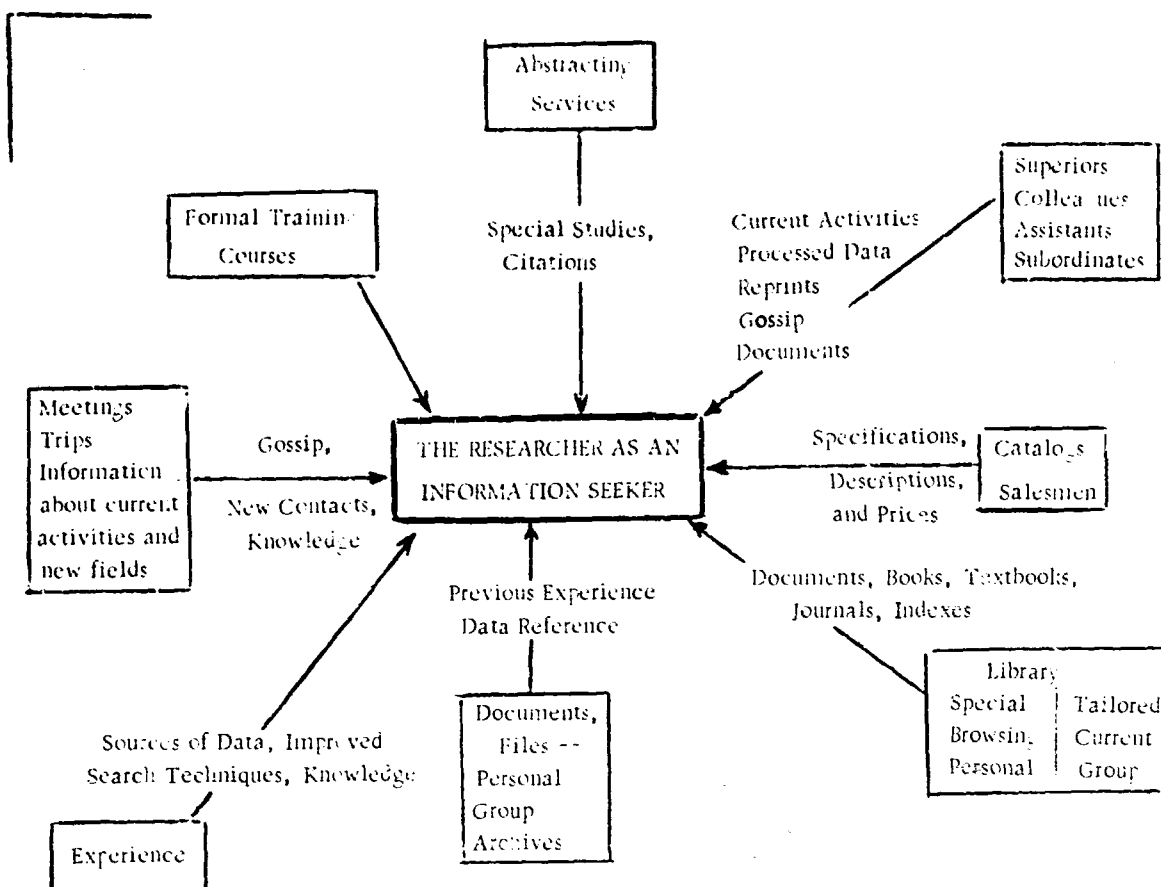 Abstracting
Services
Superiors
Colleagues
Assistants
Subordinates
Formal Training
Courses
Special Studies,
Citations
Current Activities
Processed Data
Reprints
Gossip
Documents
Meetings
Trips
Information
about current
activities and
new fields
Gossip,
New Contacts,
Knowledge
THE RESEARCHER AS AN
INFORMATION SEEKER
Specifications,
Descriptions,
and Prices
Catalogs
Salesmen
Previous Experience
Data Reference
Documents, Books, Textbooks,
Journals, Indexes
Library
Special Tailored
Browsing Current
Personal Group
Sources of Data, Improved
Search Techniques, Knowledge
Documents,
Files --
Personal
Group
Archives
Experience